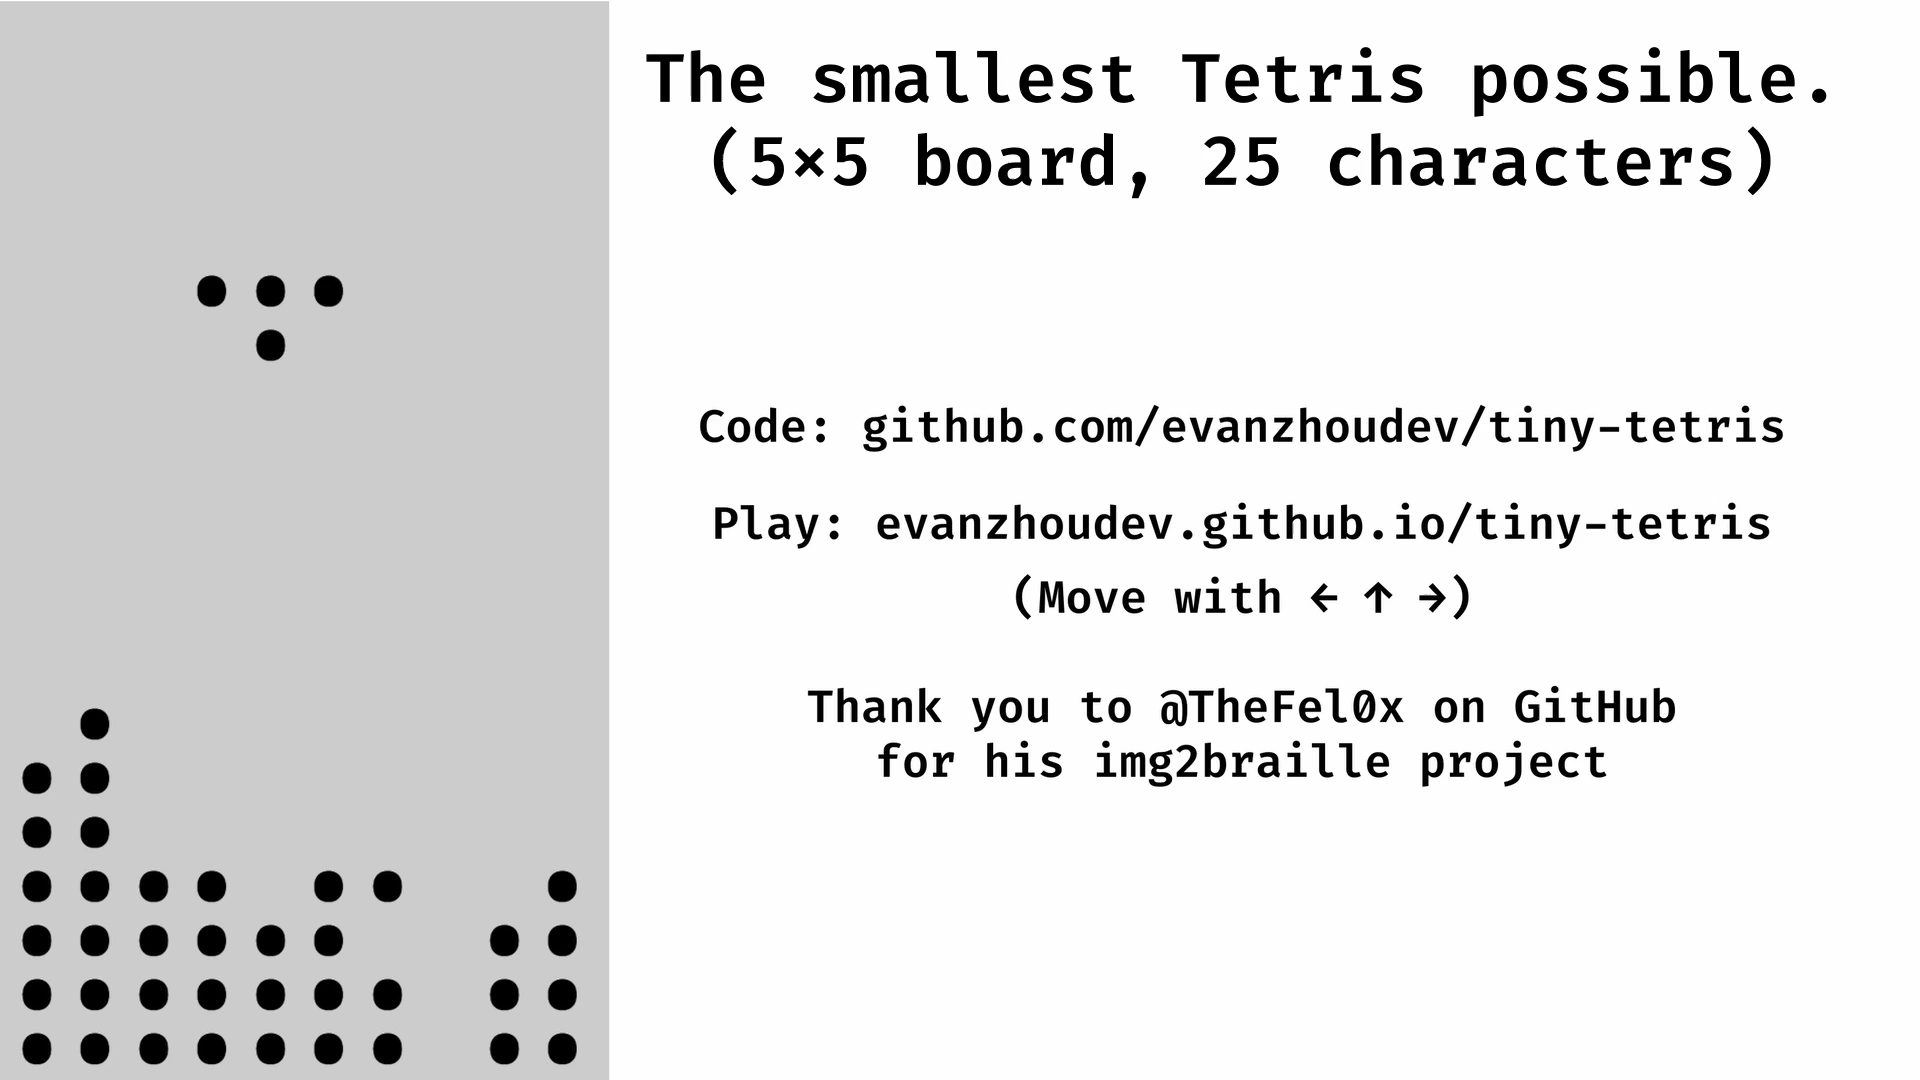 The smallest Tetris possible.
(5×5 board, 25 characters)
Code: github.com/evanzhoudev/tiny-tetris
Play: evanzhoudev.github.io/tiny-tetris
(Move with ← ↑ →)
Thank you to @TheFel0x on GitHub
for his img2braille project